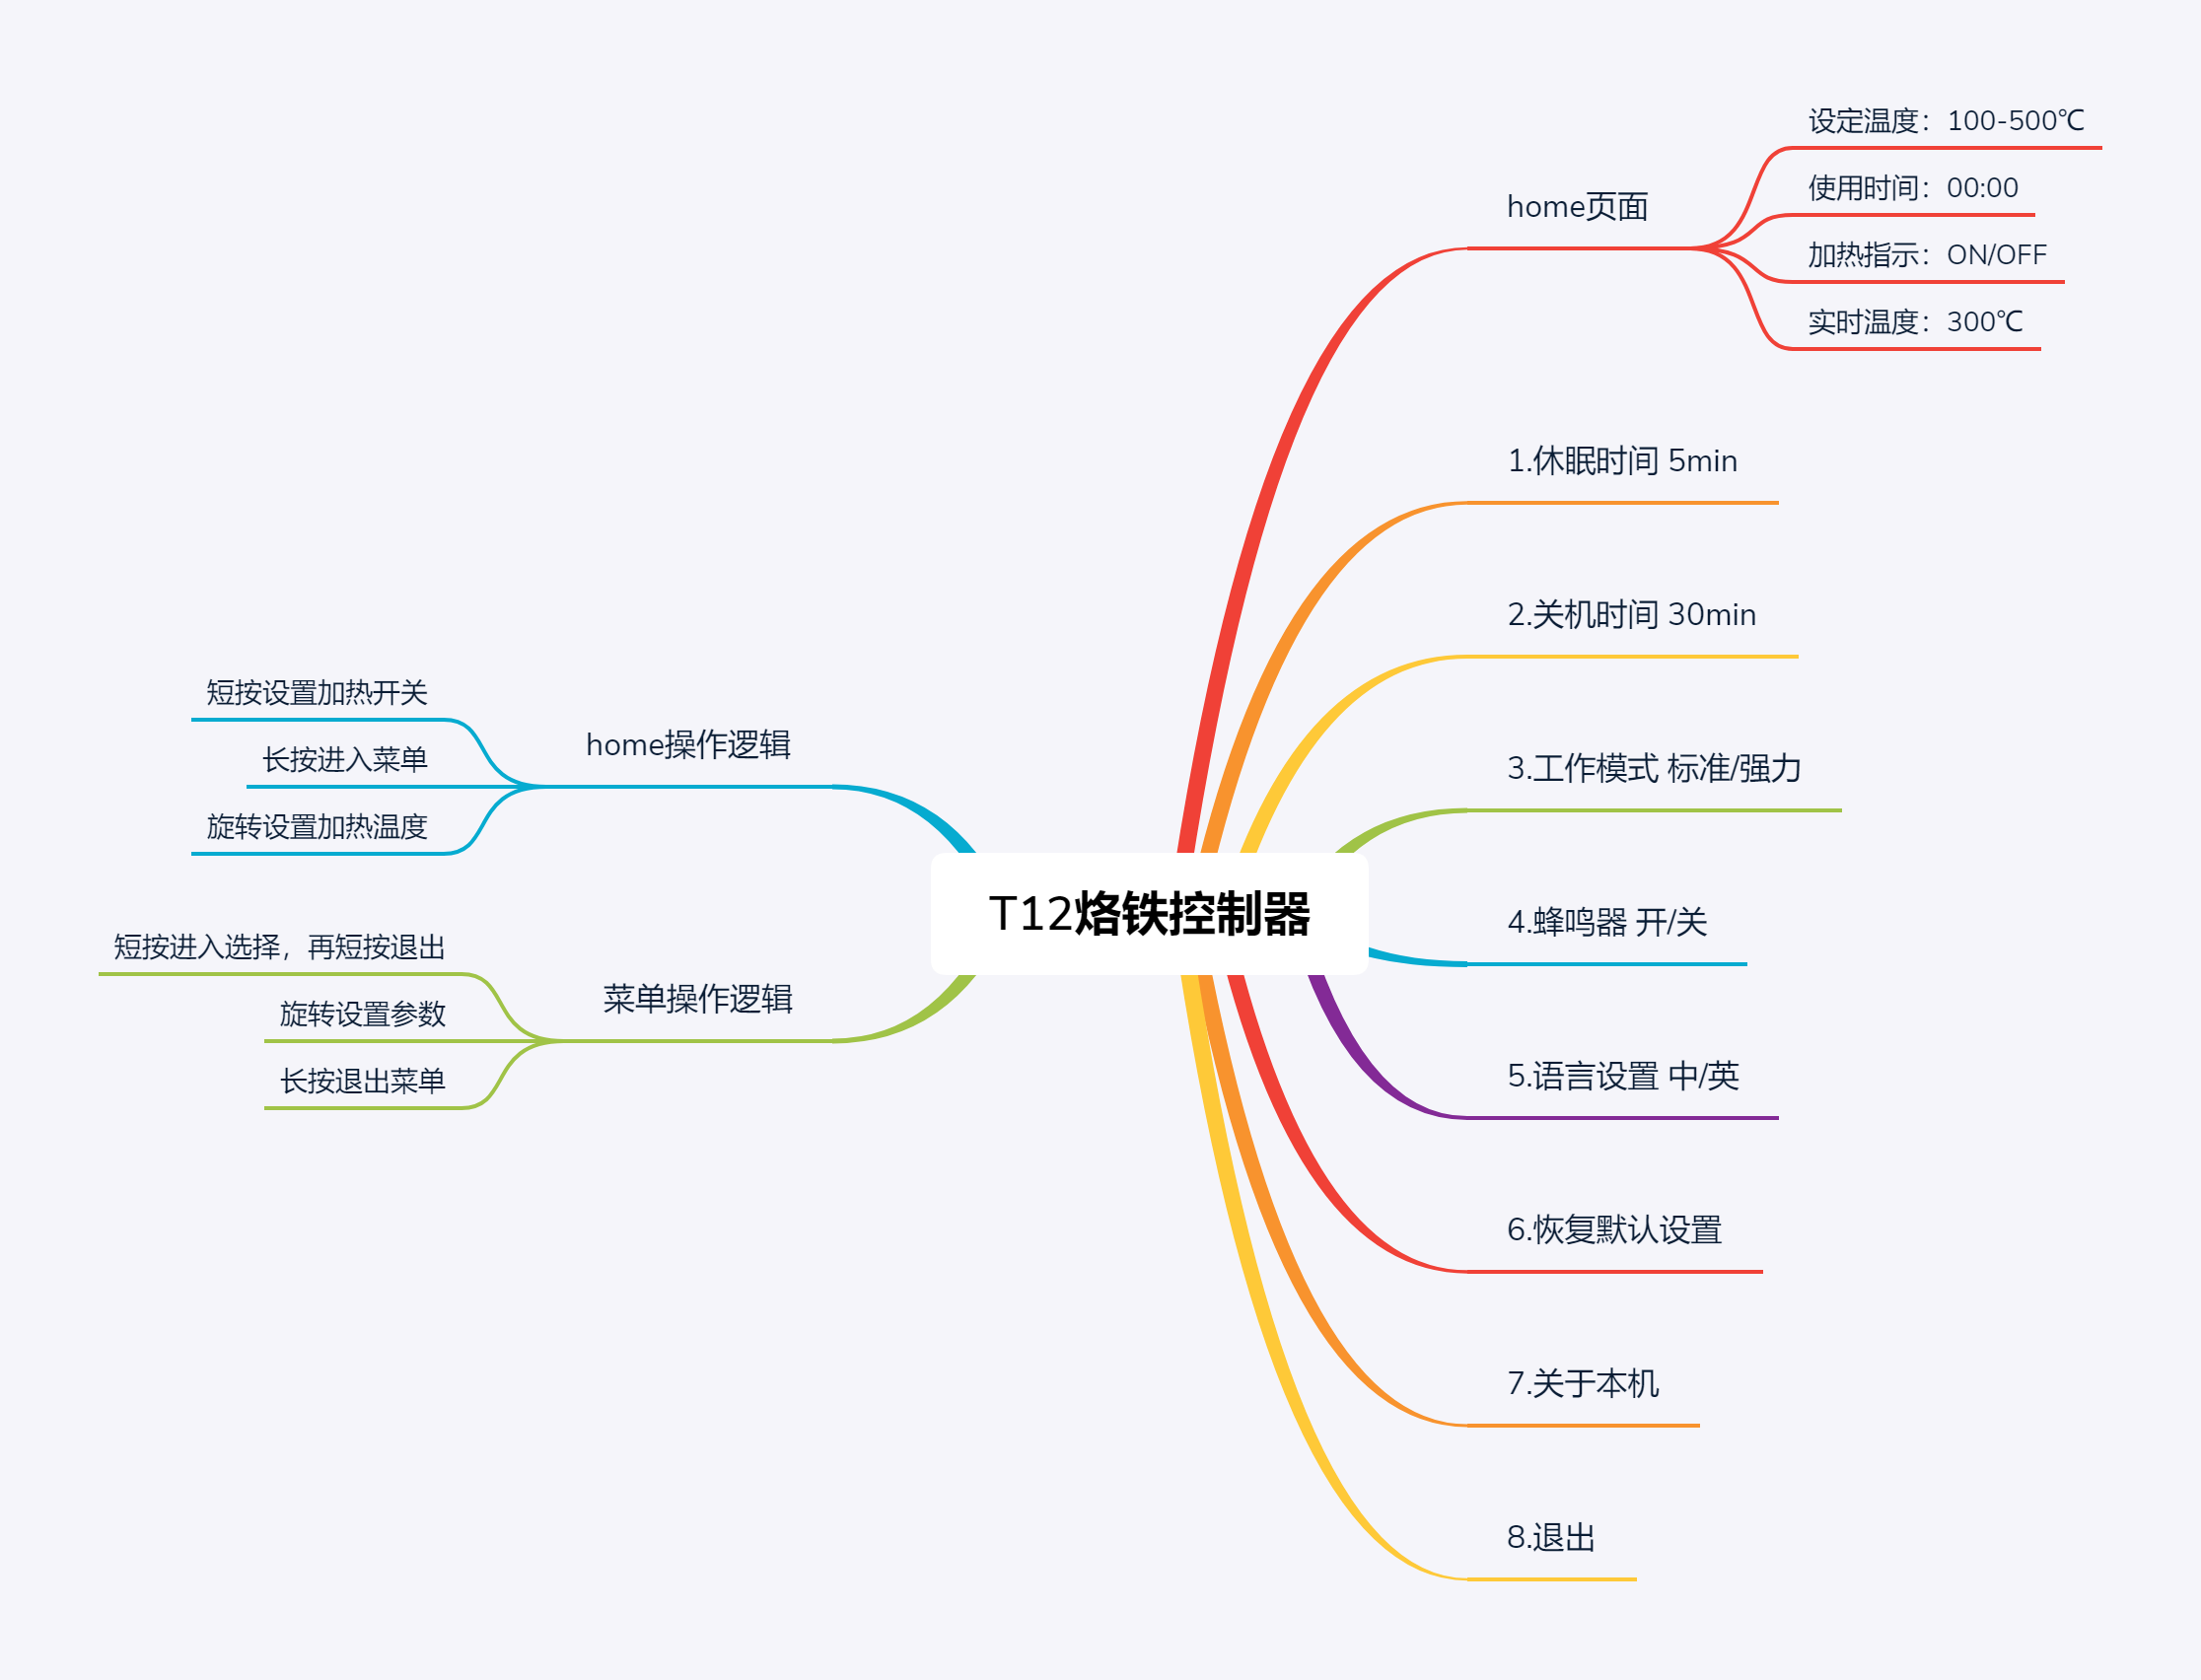 T12烙铁控制器
home页面
设定温度：100-500℃
使用时间：00:00
加热指示：ON/OFF
实时温度：300℃
1.休眠时间 5min
2.关机时间 30min
3.工作模式 标准/强力
4.蜂鸣器 开/关
5.语言设置 中/英
6.恢复默认设置
7.关于本机
8.退出
home操作逻辑
短按设置加热开关
长按进入菜单
旋转设置加热温度
菜单操作逻辑
短按进入选择，再短按退出
旋转设置参数
长按退出菜单